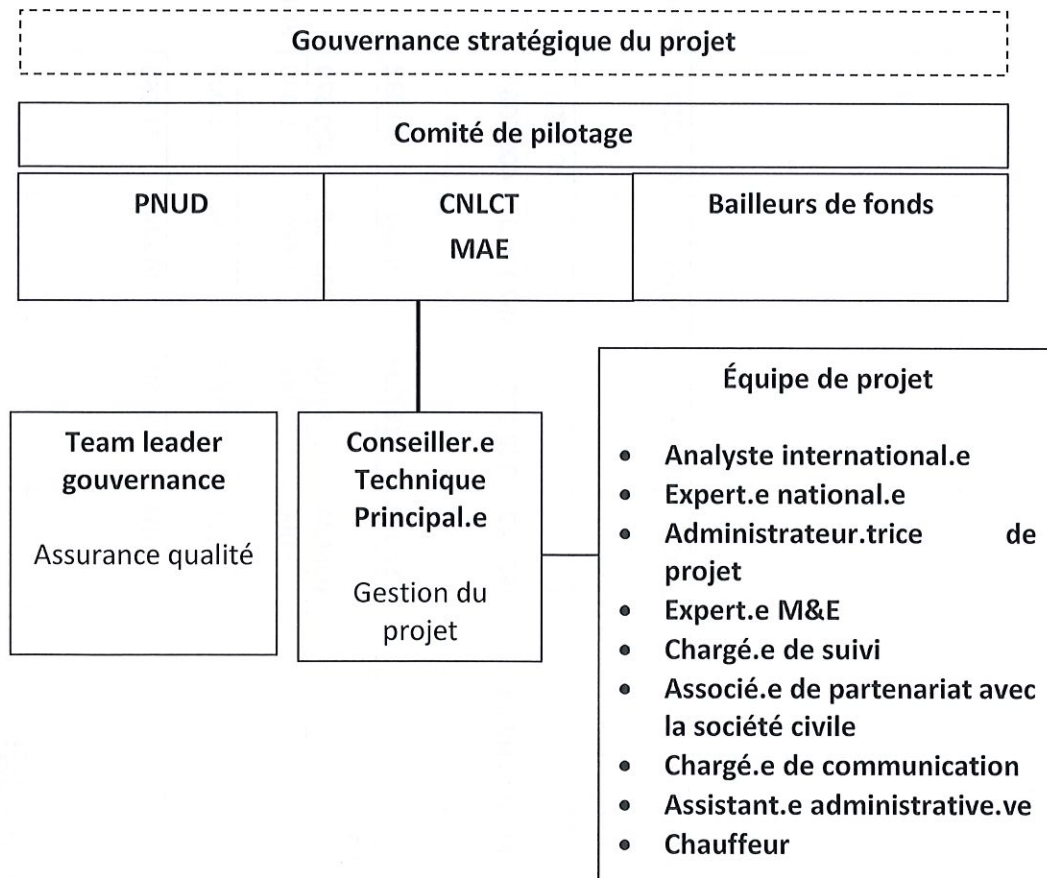 Gouvernance stratégique du projet
Comité de pilotage
PNUD
CNLCT
MAE
Bailleurs de fonds
Team leader
gouvernance
Assurance qualité
Conseiller.e
Technique
Principal.e
Gestion du
projet
Équipe de projet
• Analyste international.e
• Expert.e national.e
• Administrateur.trice de
projet
• Expert.e M&E
• Chargé.e de suivi
• Associé.e de partenariat avec
la société civile
• Chargé.e de communication
• Assistant.e administrative.ve
• Chauffeur